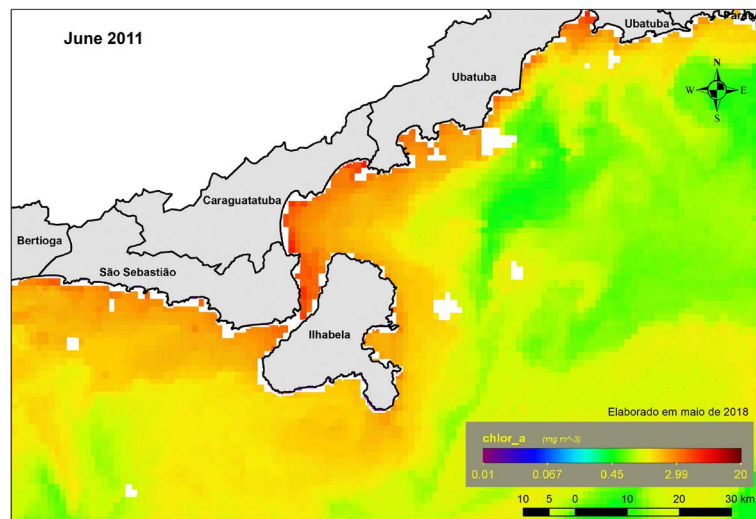 June 2011
Ubatuba
Ubatuba
N
W E
S
Caraguatatuba
Bertioga
São Sebastião
Ilhabela
Elaborado em maio de 2018
chlor_a (mg m^-3)
0.01 0.067 0.45 2.99 20
10 5 0 10 20 30 km